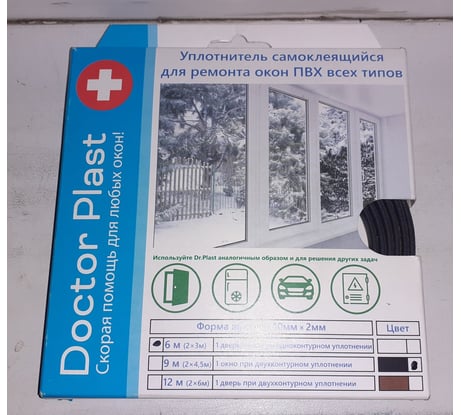 Doctor Plast
Скорая помощь для любых окон!
Уплотнитель самоклеящийся
для ремонта окон ПВХ всех типов
Используйте Dr.Plast аналогичным образом и для решения других задач
Форма 10мм × 2мм Цвет
6 м (2×3м) 1 дверь при уплотнении
9 м (2×4,5м) 1 окно при двухконтурном уплотнении
12 м (2×6м) 1 дверь при двухконтурном уплотнении